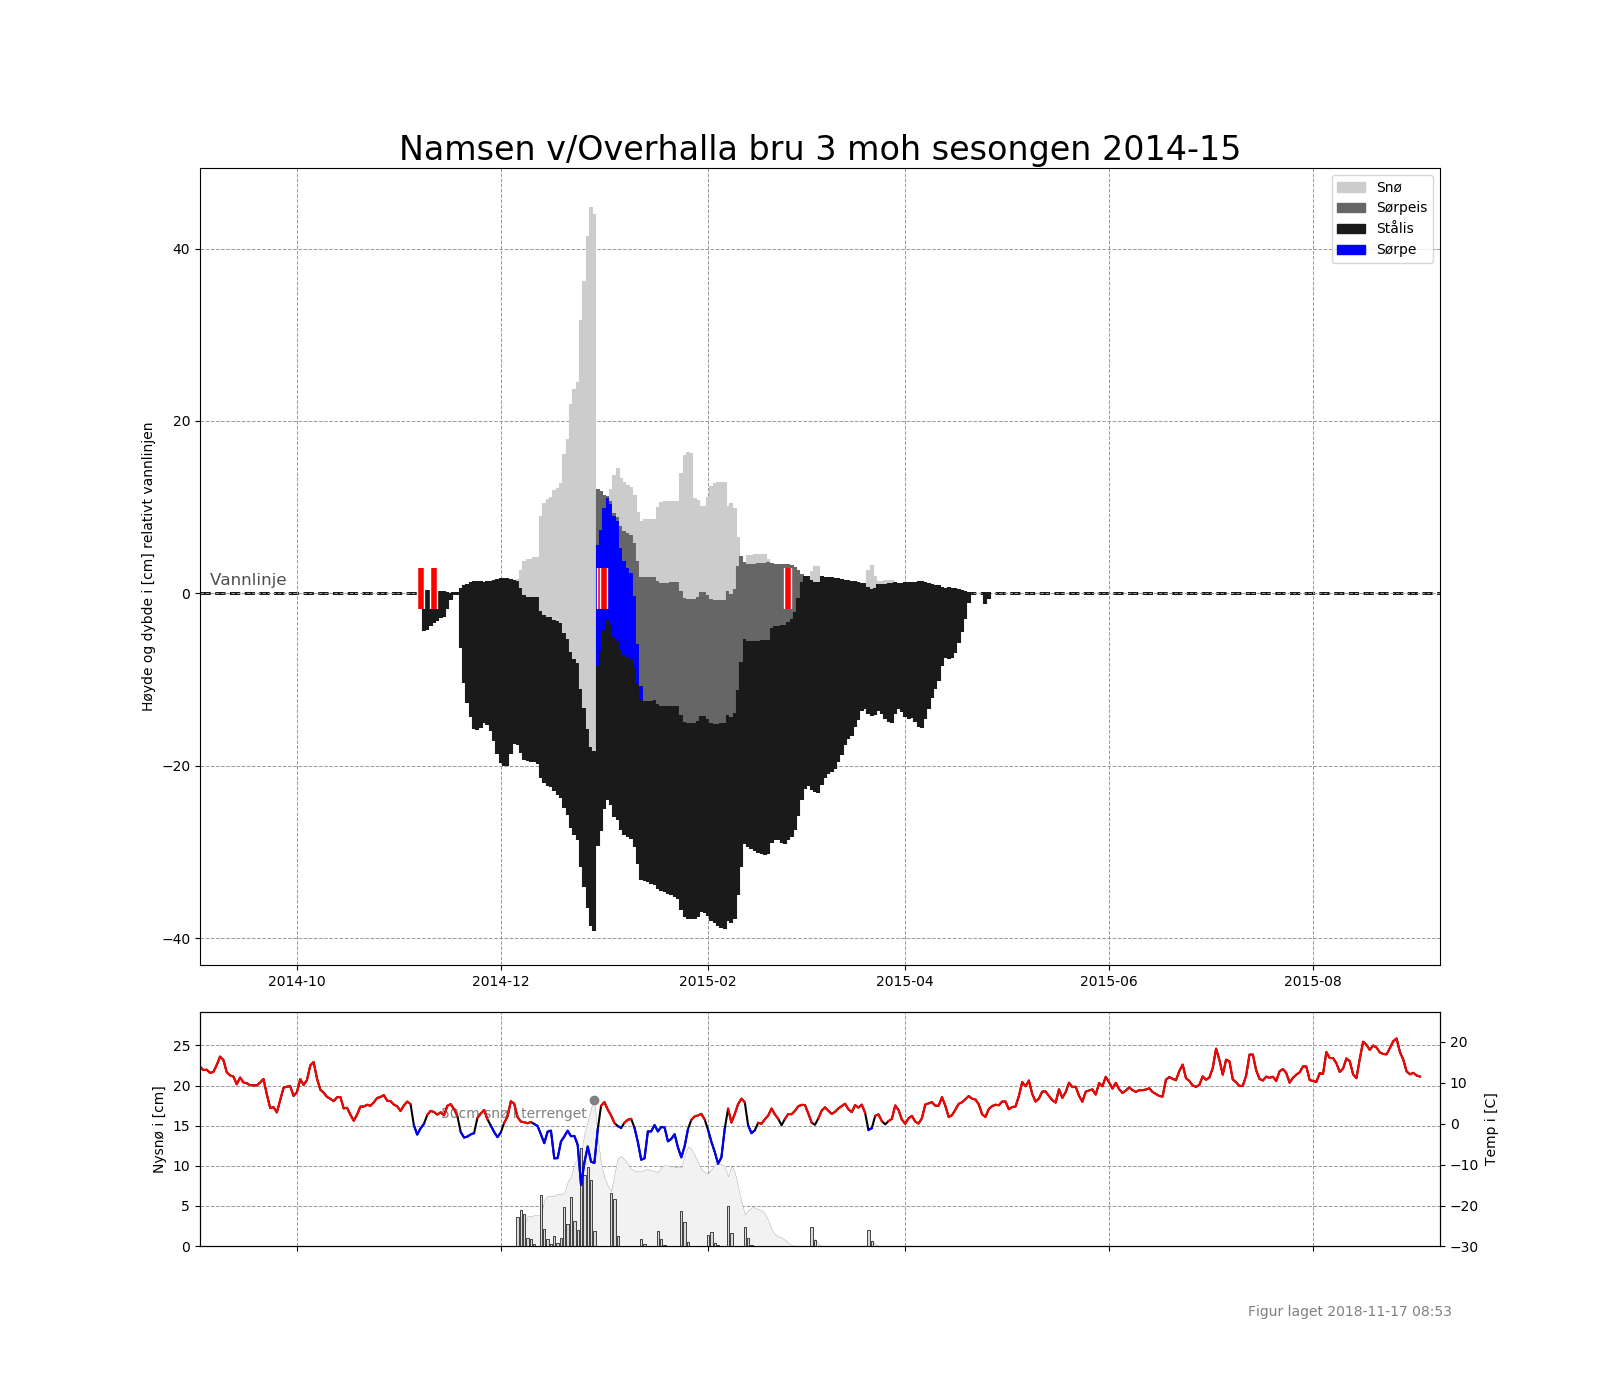 Namsen v/Overhalla bru 3 moh sesongen 2014-15
Snø
Sørpeis
Stålis
Sørpe
40
20
0
−20
−40
Høyde og dybde i [cm] relativt vannlinjen
Vannlinje
2014-10 2014-12 2015-02 2015-04 2015-06 2015-08
25
20
15
10
5
0
Nysnø i [cm]
50cm snø i terrenget
20
10
0
−10
−20
−30
Temp i [C]
Figur laget 2018-11-17 08:53